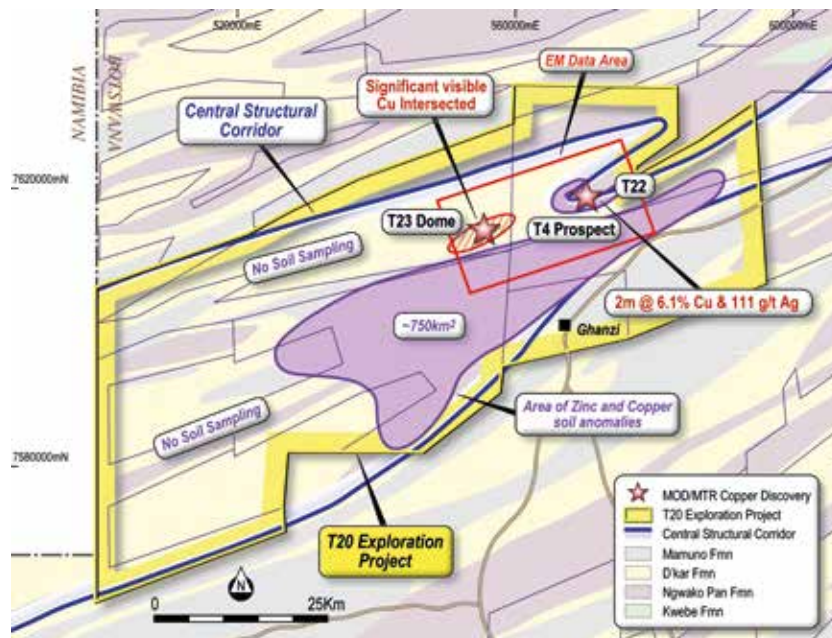 520000mE
560000mE
600000mE
NAMIBIA
BOTSWANA
EM Data Area
Significant visible
Cu Intersected
Central Structural
Corridor
7620000mN
T22
T23 Dome
T4 Prospect
No Soil Sampling
2m @ 6.1% Cu & 111 g/t Ag
~750km²
Ghanzi
Area of Zinc and Copper
soil anomalies
No Soil Sampling
7580000mN
T20 Exploration
Project
N
0
25Km
MOD/MTR Copper Discovery
T20 Exploration Project
Central Structural Corridor
Mamuno Fmn
D'kar Fmn
Ngwako Pan Fmn
Kwebe Fmn